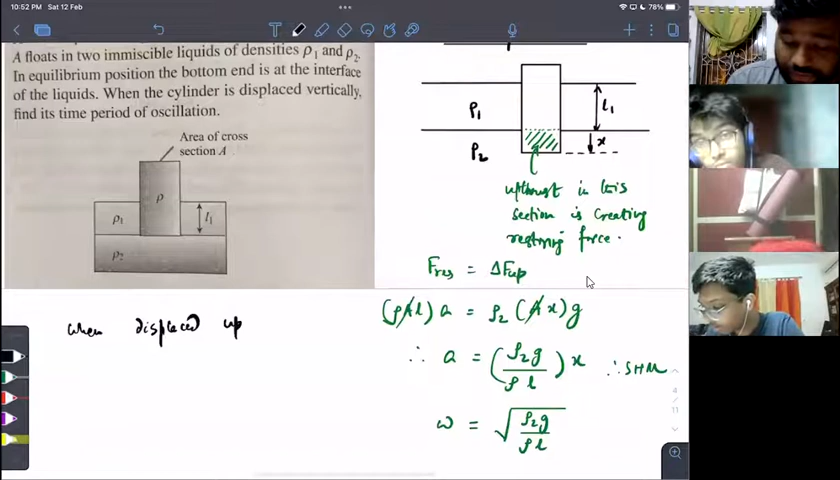 10:52 PM Sat 12 Feb
78%
A floats in two immiscible liquids of densities ρ1 and ρ2.
In equilibrium position the bottom end is at the interface
of the liquids. When the cylinder is displaced vertically,
find its time period of oscillation.
Area of cross
section A
ρ
ρ1
l1
ρ2
ρ1
l1
ρ2
x
upthrust in this
section is creating
restoring force.
Fres = ΔFup
(ρAl) a = ρ2 (Ax) g
∴ a = (ρ2g / ρl) x ∴ SHM
ω = √(ρ2g / ρl)
when displaced up
4
/
11